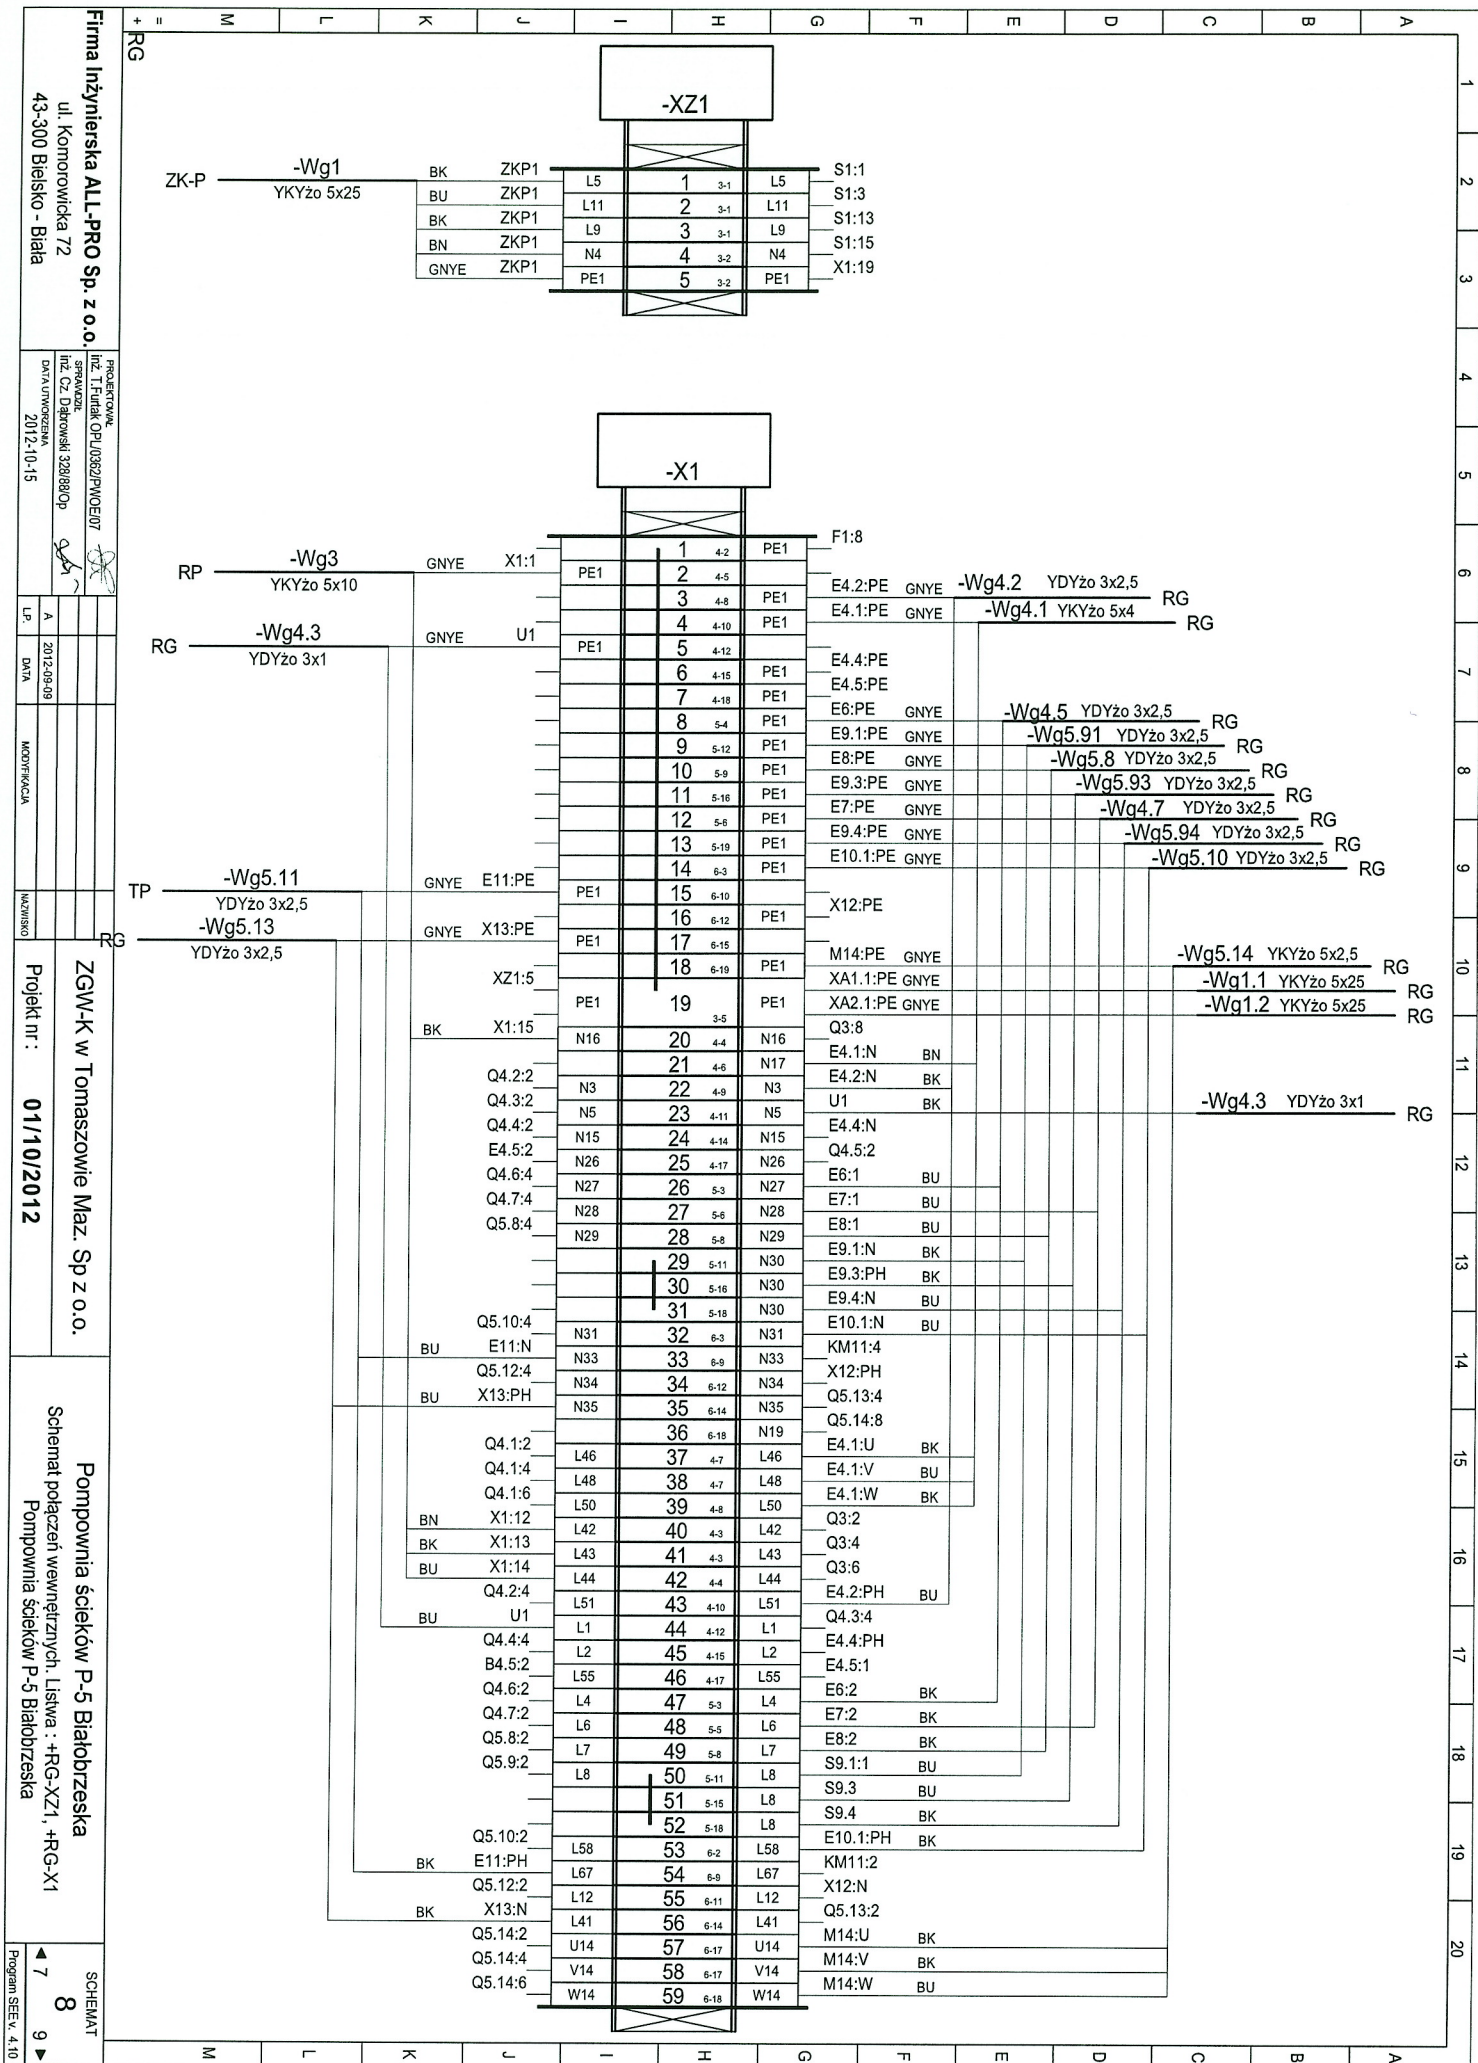 + = M L K J I H G F E D C B A
RG
1 2 3 4 5 6 7 8 9 10 11 12 13 14 15 16 17 18 19 20
-XZ1
ZK-P -Wg1 YKYżo 5x25
BK ZKP1 L5 1 3-1 L5 S1:1
BU ZKP1 L11 2 3-1 L11 S1:3
BK ZKP1 L9 3 3-1 L9 S1:13
BN ZKP1 N4 4 3-2 N4 S1:15
GNYE ZKP1 PE1 5 3-2 PE1 X1:19
-X1
1 4-2 PE1 F1:8
RP -Wg3 YKYżo 5x10 GNYE X1:1 PE1 2 4-5
3 4-8 PE1 E4.2:PE GNYE -Wg4.2 YDYżo 3x2,5 RG
4 4-10 PE1 E4.1:PE GNYE -Wg4.1 YKYżo 5x4 RG
RG -Wg4.3 YDYżo 3x1 GNYE U1 PE1 5 4-12
6 4-15 PE1 E4.4:PE
7 4-18 PE1 E4.5:PE
8 5-4 PE1 E6:PE GNYE -Wg4.5 YDYżo 3x2,5 RG
9 5-12 PE1 E9.1:PE GNYE -Wg5.91 YDYżo 3x2,5 RG
10 5-9 PE1 E8:PE GNYE -Wg5.8 YDYżo 3x2,5 RG
11 5-16 PE1 E9.3:PE GNYE -Wg5.93 YDYżo 3x2,5 RG
12 5-6 PE1 E7:PE GNYE -Wg4.7 YDYżo 3x2,5 RG
13 5-19 PE1 E9.4:PE GNYE -Wg5.94 YDYżo 3x2,5 RG
14 6-3 PE1 E10.1:PE GNYE -Wg5.10 YDYżo 3x2,5 RG
TP -Wg5.11 YDYżo 3x2,5 GNYE E11:PE PE1 15 6-10
16 6-12 PE1 X12:PE
RG -Wg5.13 YDYżo 3x2,5 GNYE X13:PE PE1 17 6-15
18 6-19 PE1 M14:PE GNYE -Wg5.14 YKYżo 5x2,5 RG
XZ1:5 PE1 19 3-5 PE1 XA1.1:PE GNYE -Wg1.1 YKYżo 5x25 RG
XA2.1:PE GNYE -Wg1.2 YKYżo 5x25 RG
BK X1:15 N16 20 4-4 N16 Q3:8
21 4-6 N17 E4.1:N BN
Q4.2:2 N3 22 4-9 N3 E4.2:N BK
Q4.3:2 N5 23 4-11 N5 U1 BK -Wg4.3 YDYżo 3x1 RG
Q4.4:2 N15 24 4-14 N15 E4.4:N
E4.5:2 N26 25 4-17 N26 Q4.5:2
Q4.6:4 N27 26 5-3 N27 E6:1 BU
Q4.7:4 N28 27 5-6 N28 E7:1 BU
Q5.8:4 N29 28 5-8 N29 E8:1 BU
29 5-11 N30 E9.1:N BK
30 5-16 N30 E9.3:PH BK
31 5-18 N30 E9.4:N BU
Q5.10:4 N31 32 6-3 N31 E10.1:N BU
BU E11:N N33 33 6-9 N33 KM11:4
Q5.12:4 N34 34 6-12 N34 X12:PH
BU X13:PH N35 35 6-14 N35 Q5.13:4
36 6-18 N19 Q5.14:8
Q4.1:2 L46 37 4-7 L46 E4.1:U BK
Q4.1:4 L48 38 4-7 L48 E4.1:V BU
Q4.1:6 L50 39 4-8 L50 E4.1:W BK
BN X1:12 L42 40 4-3 L42 Q3:2
BK X1:13 L43 41 4-3 L43 Q3:4
BU X1:14 L44 42 4-4 L44 Q3:6
Q4.2:4 L51 43 4-10 L51 E4.2:PH BU
BU U1 L1 44 4-12 L1 Q4.3:4
Q4.4:4 L2 45 4-15 L2 E4.4:PH
B4.5:2 L55 46 4-17 L55 E4.5:1
Q4.6:2 L4 47 5-3 L4 E6:2 BK
Q4.7:2 L6 48 5-5 L6 E7:2 BK
Q5.8:2 L7 49 5-8 L7 E8:2 BK
Q5.9:2 L8 50 5-11 L8 S9.1:1 BU
51 5-15 L8 S9.3 BU
52 5-18 L8 S9.4 BK
Q5.10:2 L58 53 6-2 L58 E10.1:PH BK
BK E11:PH L67 54 6-9 L67 KM11:2
Q5.12:2 L12 55 6-11 L12 X12:N
BK X13:N L41 56 6-14 L41 Q5.13:2
Q5.14:2 U14 57 6-17 U14 M14:U BK
Q5.14:4 V14 58 6-17 V14 M14:V BK
Q5.14:6 W14 59 6-18 W14 M14:W BU
M L K J I H G F E D C B A
Firma Inżynierska ALL-PRO Sp. z o.o.
ul. Komorowicka 72
43-300 Bielsko - Biała
PROJEKTOWAŁ
inż. T.Furtak OPL/0362/PWOE/07
SPRAWDZIŁ
inż. Cz. Dąbrowski 328/88/Op
DATA UTWORZENIA
2012-10-15
A 2012-09-09
L.P. DATA MODYFIKACJA NAZWISKO
ZGW-K w Tomaszowie Maz. Sp z o.o.
Projekt nr : 01/10/2012
Pompownia ścieków P-5 Białobrzeska
Schemat połączeń wewnętrznych. Listwa : +RG-XZ1, +RG-X1
Pompownia ścieków P-5 Białobrzeska
SCHEMAT
8
◄ 7 9 ►
Program SEEv. 4.10